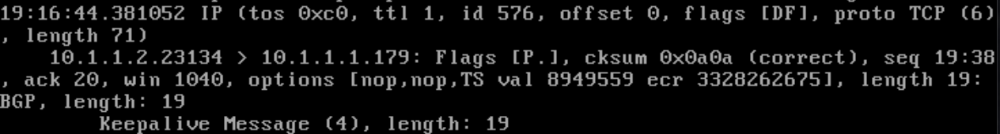 19:16:44.381052 IP (tos 0xc0, ttl 1, id 576, offset 0, flags [DF], proto TCP (6)
, length 71)
    10.1.1.2.23134 > 10.1.1.1.179: Flags [P.], cksum 0x0a0a (correct), seq 19:38
, ack 20, win 1040, options [nop,nop,TS val 8949559 ecr 3328262675], length 19:
BGP, length: 19
        Keepalive Message (4), length: 19